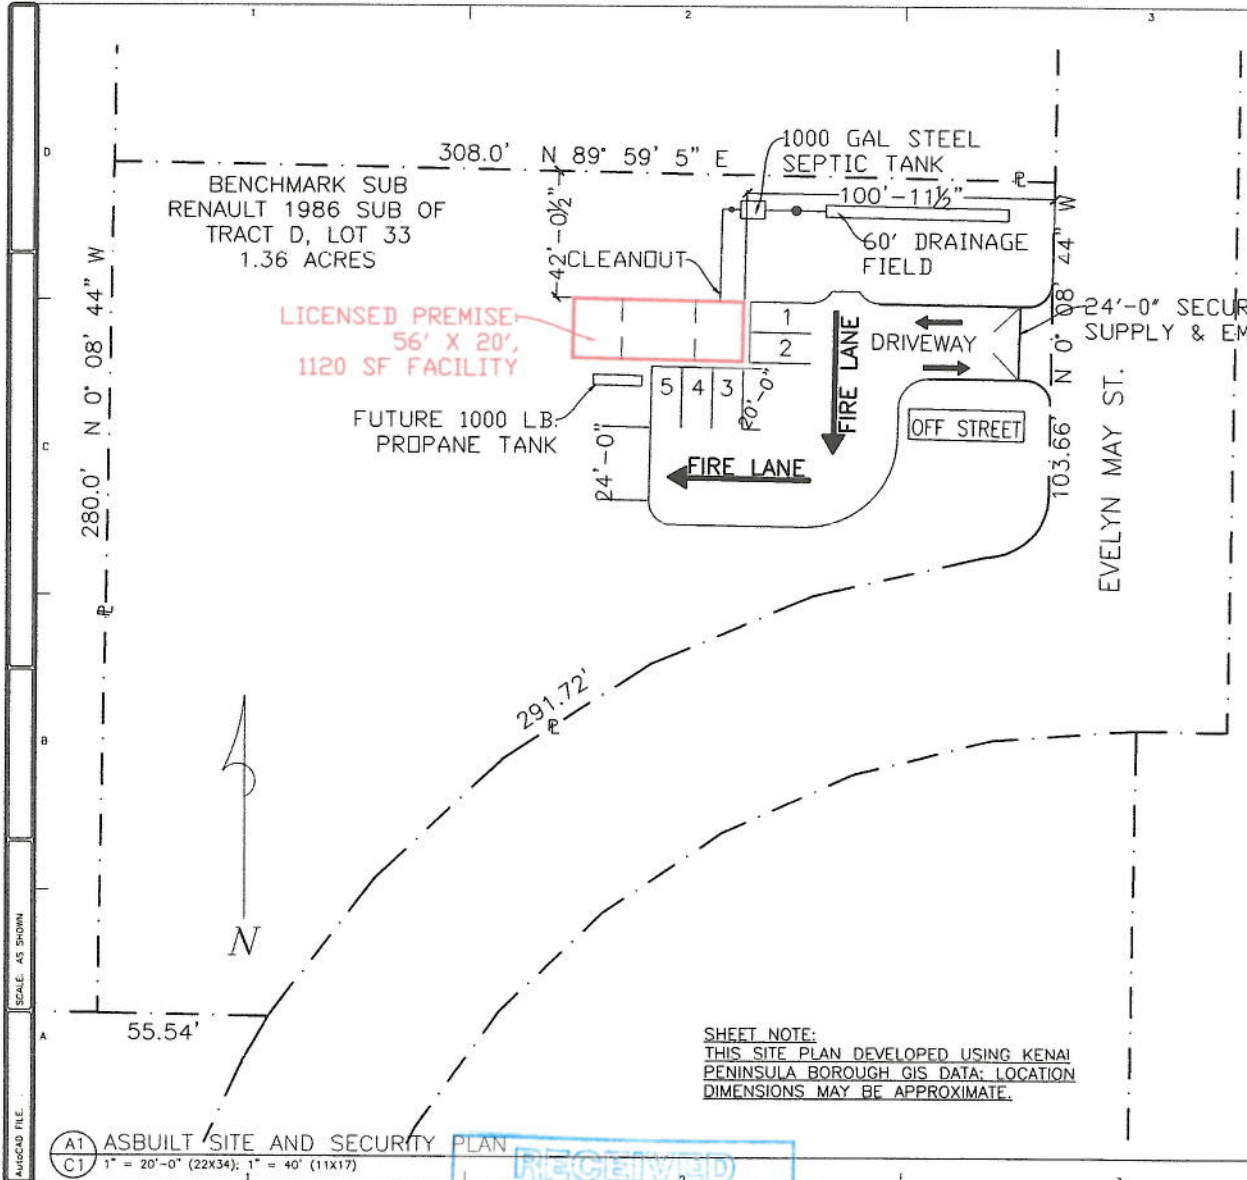 1
2
3
D
308.0' N 89° 59' 5" E
1000 GAL STEEL
SEPTIC TANK
BENCHMARK SUB
RENAULT 1986 SUB OF
TRACT D, LOT 33
1.36 ACRES
42'-0½"
100'-11½"
60' DRAINAGE
FIELD
CLEANOUT
LICENSED PREMISE
56' X 20',
1120 SF FACILITY
1
2
FIRE LANE
DRIVEWAY
24'-0" SECUR
SUPPLY & EM
N 0° 08' 44" W
103.66'
280.0' N 0° 08' 44" W
5 4 3
20'-0"
FUTURE 1000 LB.
PROPANE TANK
24'-0"
FIRE LANE
OFF STREET
C
EVELYN MAY ST.
291.72'
B
N
55.54'
A
SHEET NOTE:
THIS SITE PLAN DEVELOPED USING KENAI
PENINSULA BOROUGH GIS DATA; LOCATION
DIMENSIONS MAY BE APPROXIMATE.
SCALE: AS SHOWN
AutoCAD FILE:
A1
C1
ASBUILT SITE AND SECURITY PLAN
1" = 20'-0" (22X34); 1" = 40' (11X17)
RECEIVED